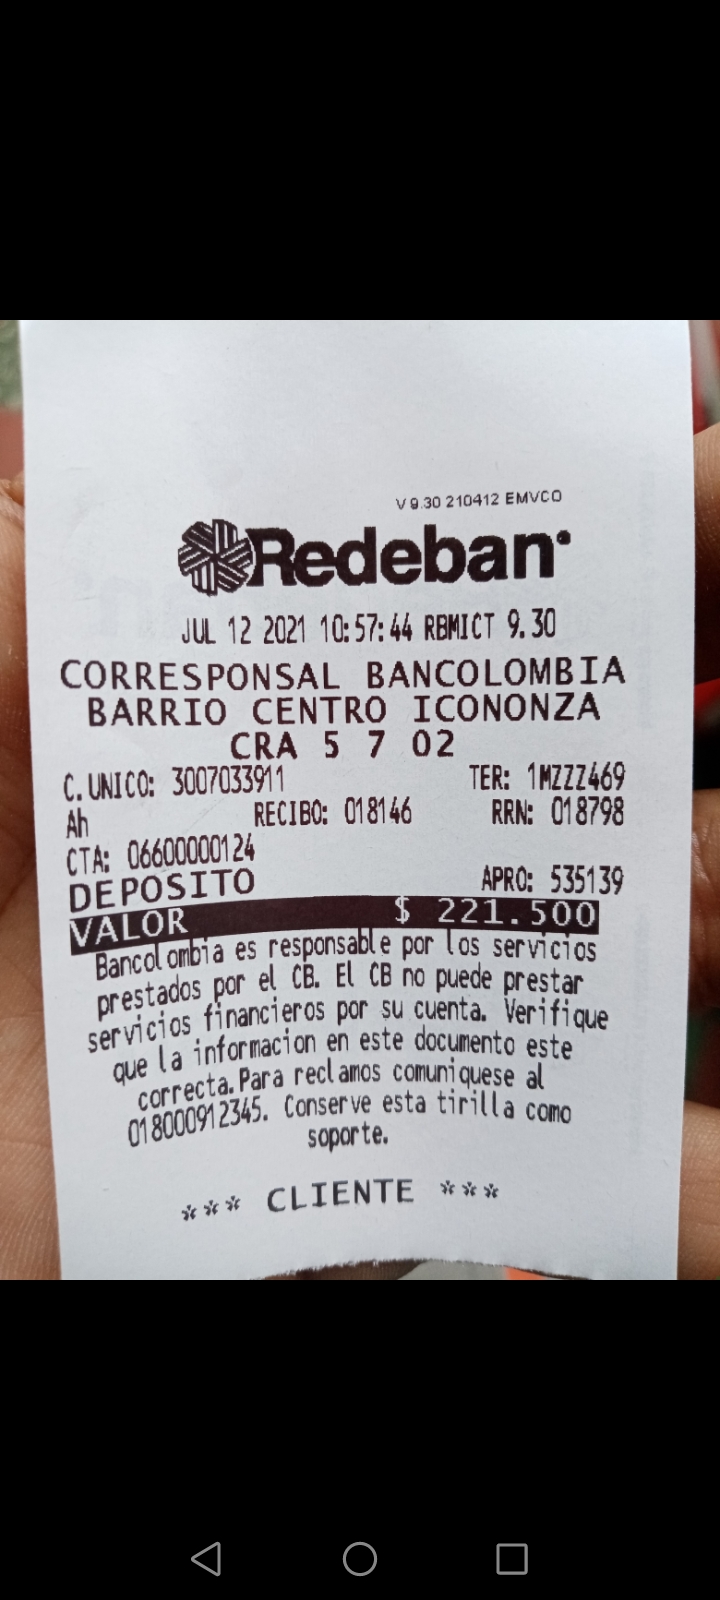 V 9.30 210412 EMVCO
Redeban
JUL 12 2021 10:57:44 RBMICT 9.30
CORRESPONSAL BANCOLOMBIA
BARRIO CENTRO ICONONZA
CRA 5 7 02
C. UNICO: 3007033911 TER: 1MZZZ469
Ah RECIBO: 018146 RRN: 018798
CTA: 06600000124
DEPOSITO APRO: 535139
VALOR $ 221.500
Bancolombia es responsable por los servicios
prestados por el CB. El CB no puede prestar
servicios financieros por su cuenta. Verifique
que la informacion en este documento este
correcta. Para reclamos comuniquese al
018000912345. Conserve esta tirilla como
soporte.
*** CLIENTE ***